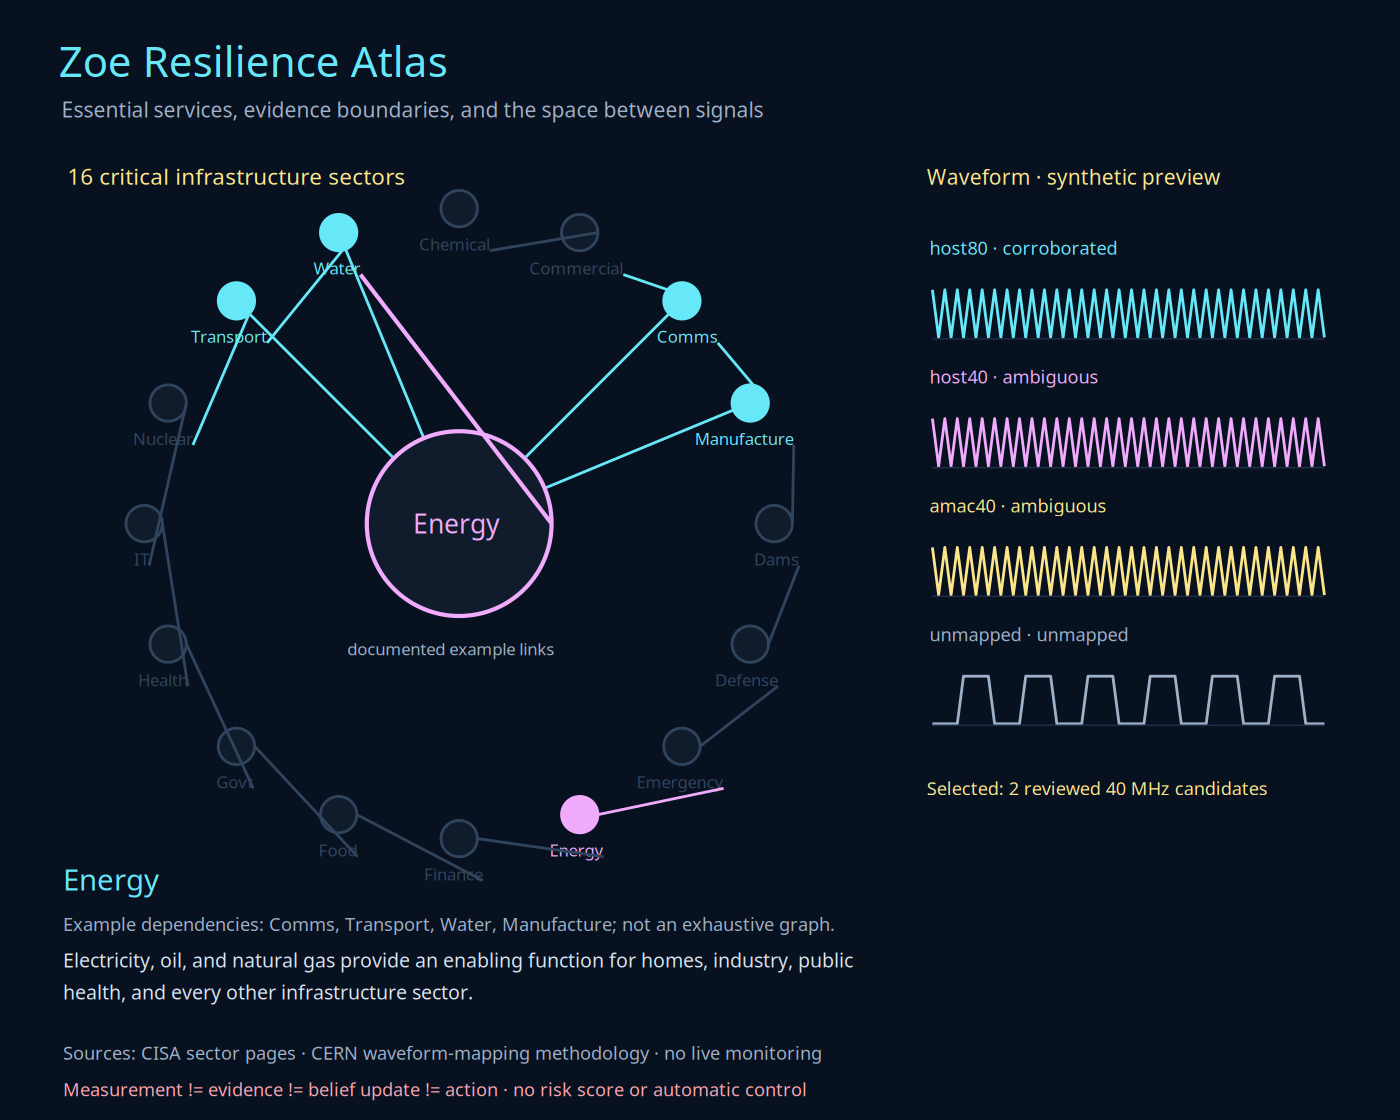 Zoe Resilience Atlas
Essential services, evidence boundaries, and the space between signals
16 critical infrastructure sectors
Chemical
Commercial
Water
Transport
Comms
Nuclear
Manufacture
Energy
IT
Dams
documented example links
Health
Defense
Govt
Emergency
Food
Energy
Finance
Waveform · synthetic preview
host80 · corroborated
host40 · ambiguous
amac40 · ambiguous
unmapped · unmapped
Selected: 2 reviewed 40 MHz candidates
Energy
Example dependencies: Comms, Transport, Water, Manufacture; not an exhaustive graph.
Electricity, oil, and natural gas provide an enabling function for homes, industry, public
health, and every other infrastructure sector.
Sources: CISA sector pages · CERN waveform-mapping methodology · no live monitoring
Measurement != evidence != belief update != action · no risk score or automatic control